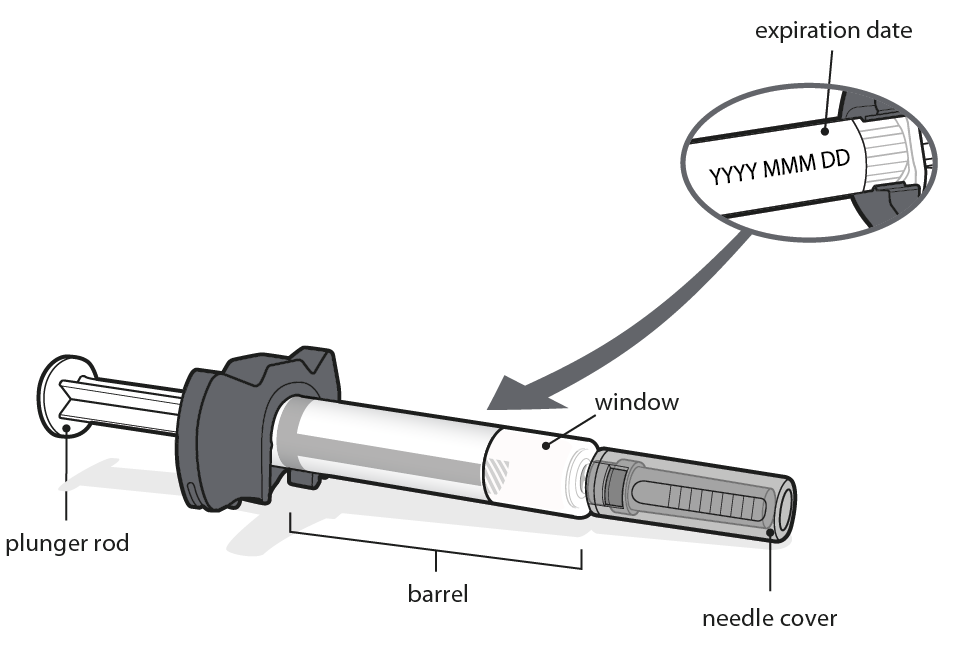 expiration date
YYYY MMM DD
window
plunger rod
barrel
needle cover